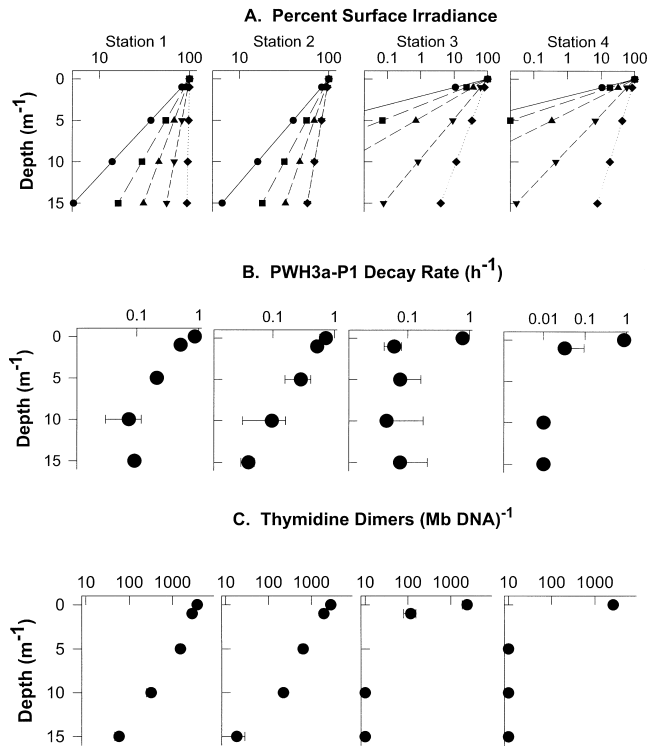 A. Percent Surface Irradiance
Station 1 Station 2 Station 3 Station 4
10 100 10 100 0.1 1 10 100 0.1 1 10 100
0
5
10
15
Depth (m-1)
B. PWH3a-P1 Decay Rate (h-1)
0.1 1 0.1 1 0.1 1 0.01 0.1 1
0
5
10
15
Depth (m-1)
C. Thymidine Dimers (Mb DNA)-1
10 100 1000 10 100 1000 10 100 1000 10 100 1000
0
5
10
15
Depth (m-1)